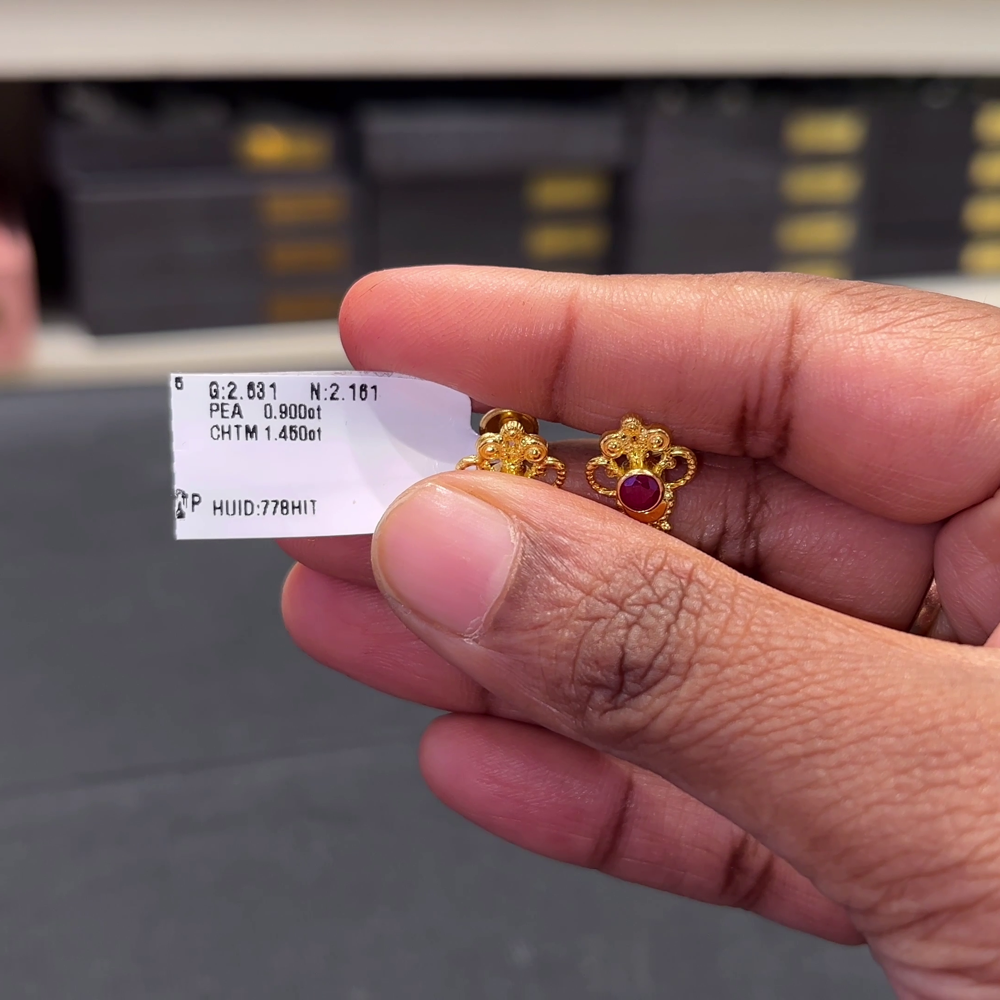 G:2.631 N:2.161
PEA 0.900ct
CHTM 1.450ct
P HUID:778HIT